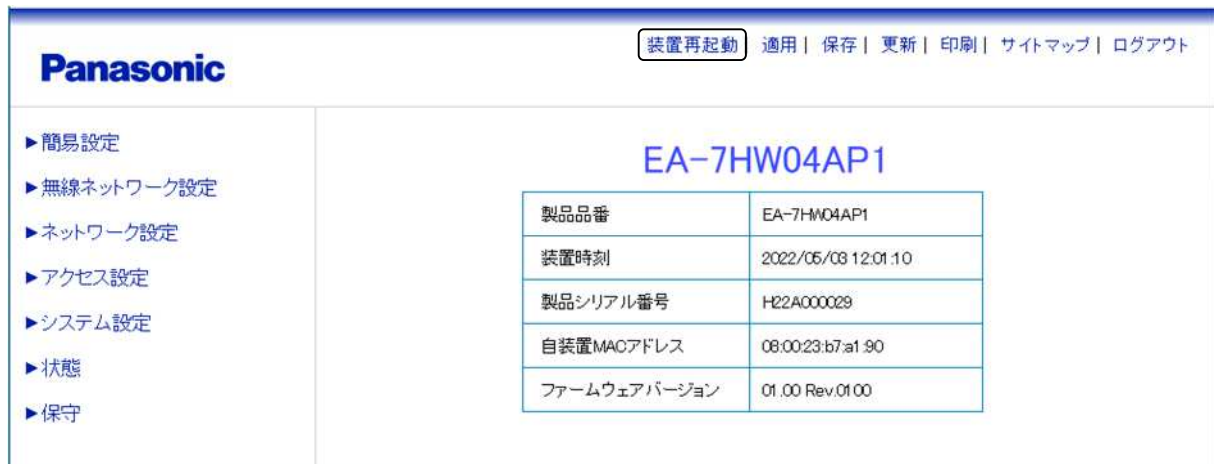 装置再起動 適用| 保存| 更新| 印刷| サイトマップ| ログアウト
Panasonic
►簡易設定
►無線ネットワーク設定
►ネットワーク設定
►アクセス設定
►システム設定
►状態
►保守
EA-7HW04AP1
製品品番 EA-7HW04AP1
装置時刻 2022/05/03 12:01:10
製品シリアル番号 H22A000029
自装置MACアドレス 08:00:23:b7:a1:90
ファームウェアバージョン 01.00 Rev.0100